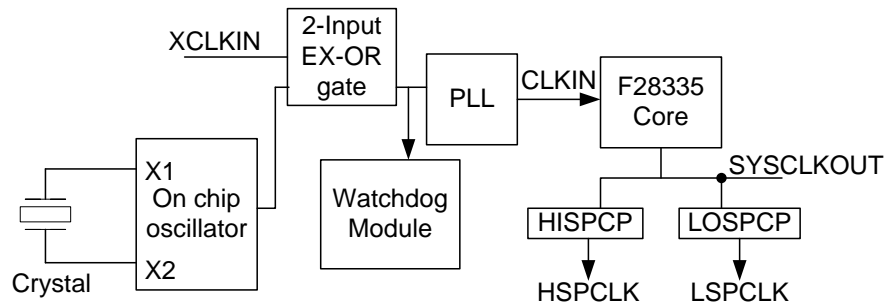 XCLKIN
2-Input
EX-OR
gate
PLL
CLKIN
F28335
Core
X1
On chip
oscillator
X2
Crystal
Watchdog
Module
SYSCLKOUT
HISPCP
LOSPCP
HSPCLK
LSPCLK